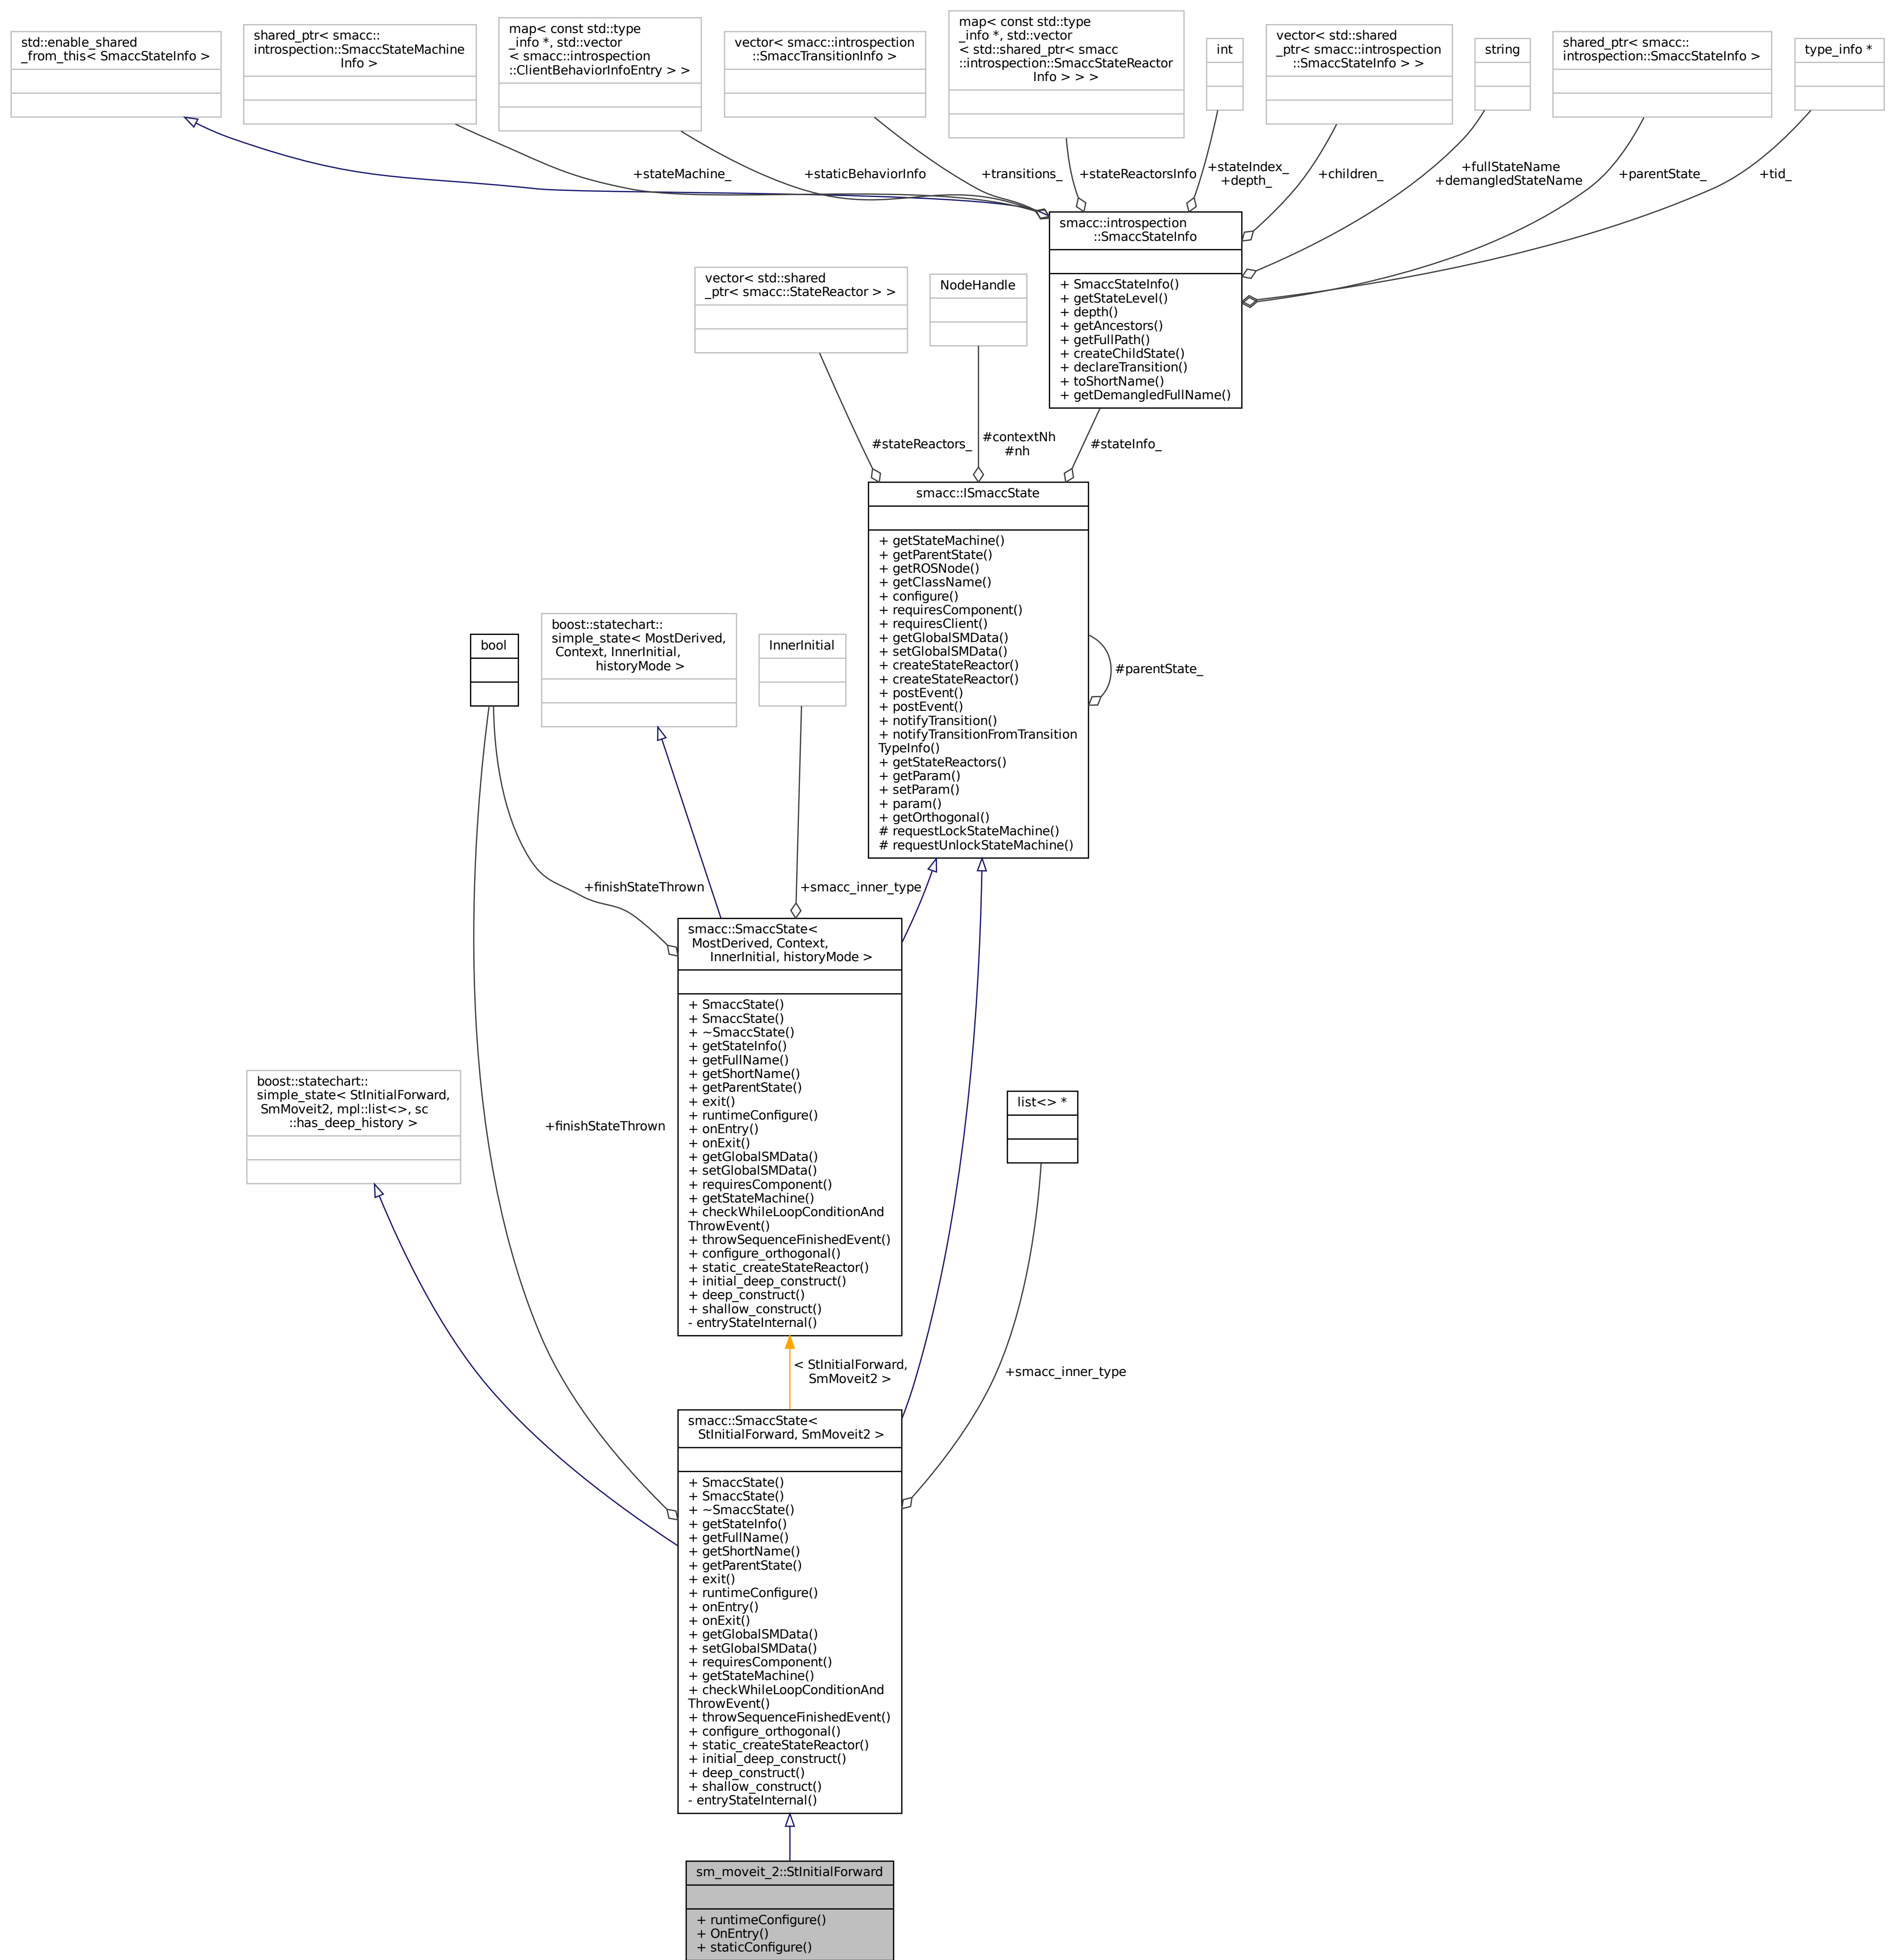 std::enable_shared
_from_this< SmaccStateInfo >
shared_ptr< smacc::
introspection::SmaccStateMachine
Info >
map< const std::type
_info *, std::vector
< smacc::introspection
::ClientBehaviorInfoEntry > >
vector< smacc::introspection
::SmaccTransitionInfo >
map< const std::type
_info *, std::vector
< std::shared_ptr< smacc
::introspection::SmaccStateReactor
Info > > >
int
vector< std::shared
_ptr< smacc::introspection
::SmaccStateInfo > >
string
shared_ptr< smacc::
introspection::SmaccStateInfo >
type_info *
+stateMachine_
+staticBehaviorInfo
+transitions_
+stateReactorsInfo
+stateIndex_
+depth_
+children_
+fullStateName
+demangledStateName
+parentState_
+tid_
smacc::introspection
::SmaccStateInfo
+ SmaccStateInfo()
+ getStateLevel()
+ depth()
+ getAncestors()
+ getFullPath()
+ createChildState()
+ declareTransition()
+ toShortName()
+ getDemangledFullName()
vector< std::shared
_ptr< smacc::StateReactor > >
NodeHandle
#stateReactors_
#contextNh
#nh
#stateInfo_
smacc::ISmaccState
+ getStateMachine()
+ getParentState()
+ getROSNode()
+ getClassName()
+ configure()
+ requiresComponent()
+ requiresClient()
+ getGlobalSMData()
+ setGlobalSMData()
+ createStateReactor()
+ createStateReactor()
+ postEvent()
+ postEvent()
+ notifyTransition()
+ notifyTransitionFromTransition
TypeInfo()
+ getStateReactors()
+ getParam()
+ setParam()
+ param()
+ getOrthogonal()
# requestLockStateMachine()
# requestUnlockStateMachine()
#parentState_
bool
boost::statechart::
simple_state< MostDerived,
Context, InnerInitial,
historyMode >
InnerInitial
+finishStateThrown
+smacc_inner_type
smacc::SmaccState<
MostDerived, Context,
InnerInitial, historyMode >
+ SmaccState()
+ SmaccState()
+ ~SmaccState()
+ getStateInfo()
+ getFullName()
+ getShortName()
+ getParentState()
+ exit()
+ runtimeConfigure()
+ onEntry()
+ onExit()
+ getGlobalSMData()
+ setGlobalSMData()
+ requiresComponent()
+ getStateMachine()
+ checkWhileLoopConditionAnd
ThrowEvent()
+ throwSequenceFinishedEvent()
+ configure_orthogonal()
+ static_createStateReactor()
+ initial_deep_construct()
+ deep_construct()
+ shallow_construct()
- entryStateInternal()
boost::statechart::
simple_state< StInitialForward,
SmMoveit2, mpl::list<>, sc
::has_deep_history >
+finishStateThrown
list<> *
< StInitialForward,
SmMoveit2 >
+smacc_inner_type
smacc::SmaccState<
StInitialForward, SmMoveit2 >
+ SmaccState()
+ SmaccState()
+ ~SmaccState()
+ getStateInfo()
+ getFullName()
+ getShortName()
+ getParentState()
+ exit()
+ runtimeConfigure()
+ onEntry()
+ onExit()
+ getGlobalSMData()
+ setGlobalSMData()
+ requiresComponent()
+ getStateMachine()
+ checkWhileLoopConditionAnd
ThrowEvent()
+ throwSequenceFinishedEvent()
+ configure_orthogonal()
+ static_createStateReactor()
+ initial_deep_construct()
+ deep_construct()
+ shallow_construct()
- entryStateInternal()
sm_moveit_2::StInitialForward
+ runtimeConfigure()
+ OnEntry()
+ staticConfigure()